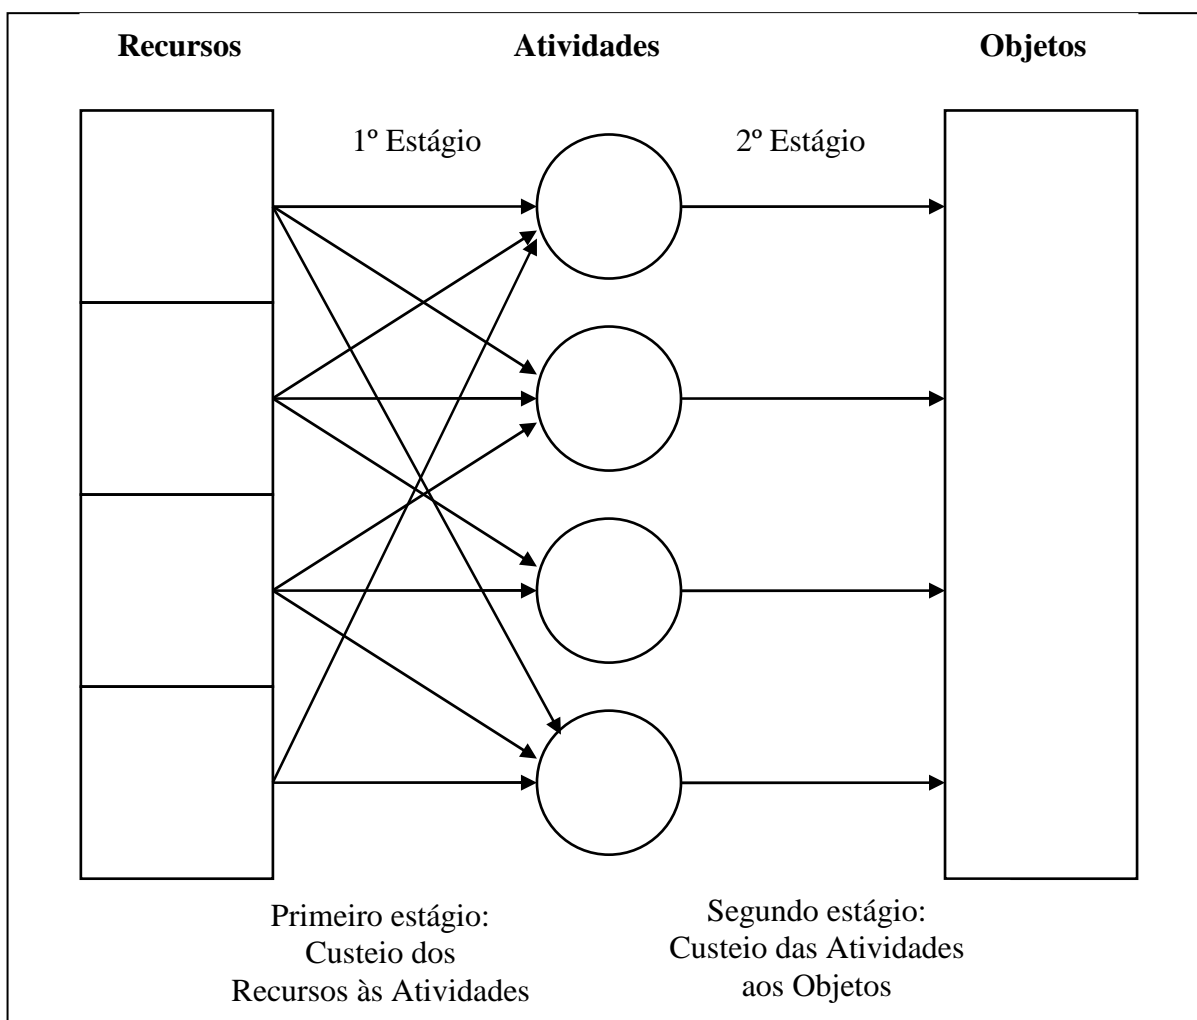 Recursos
Atividades
Objetos
1º Estágio
2º Estágio
Primeiro estágio:
Custeio dos
Recursos às Atividades
Segundo estágio:
Custeio das Atividades
aos Objetos